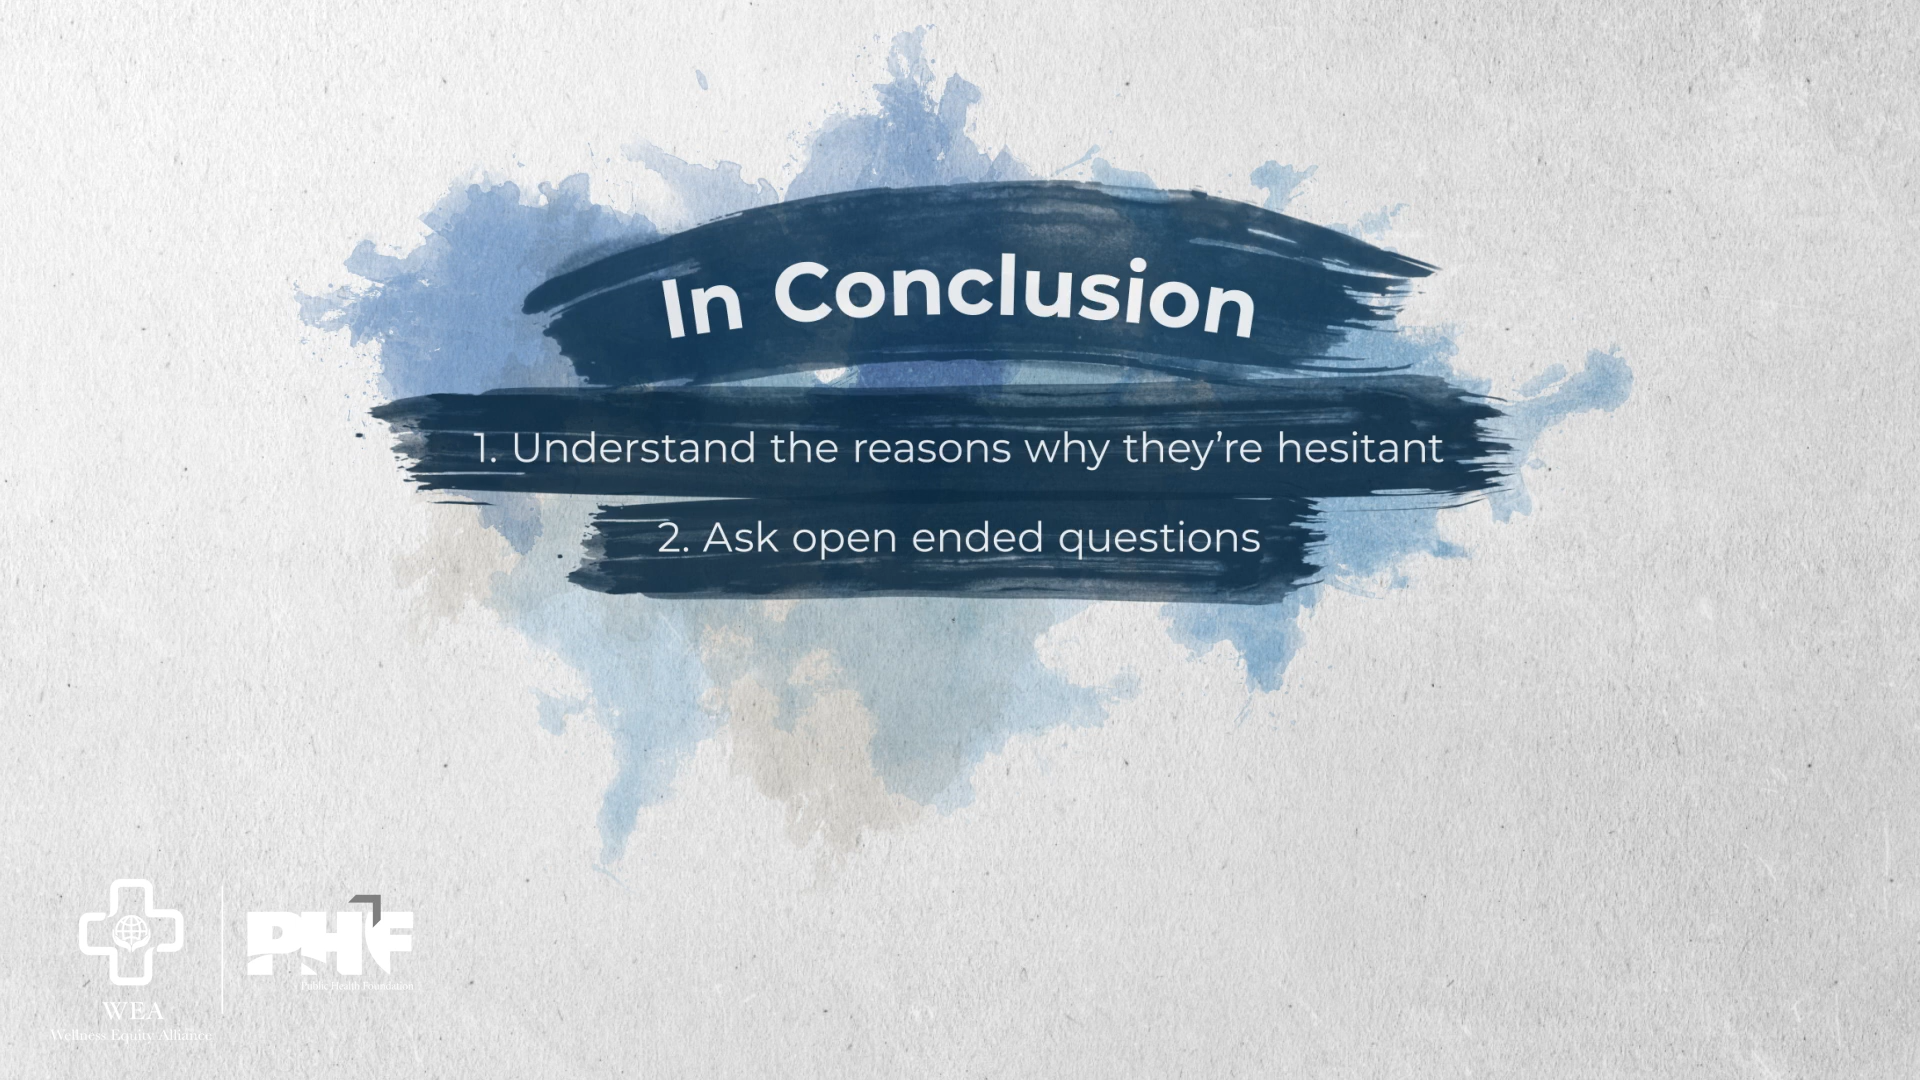 In Conclusion
1. Understand the reasons why they’re hesitant
2. Ask open ended questions
PHF
Public Health Foundation
WEA
Wellness Equity Alliance